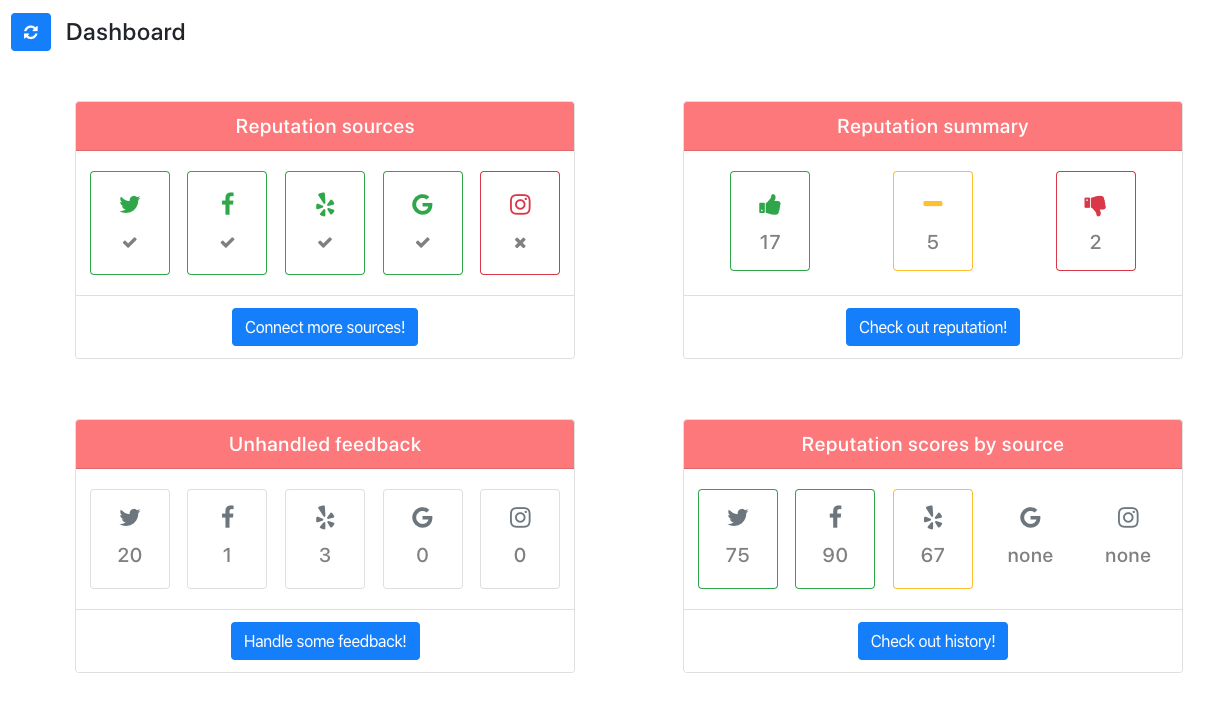 Dashboard
Reputation sources
Connect more sources!
Reputation summary
17 5 2
Check out reputation!
Unhandled feedback
20 1 3 0 0
Handle some feedback!
Reputation scores by source
75 90 67 none none
Check out history!